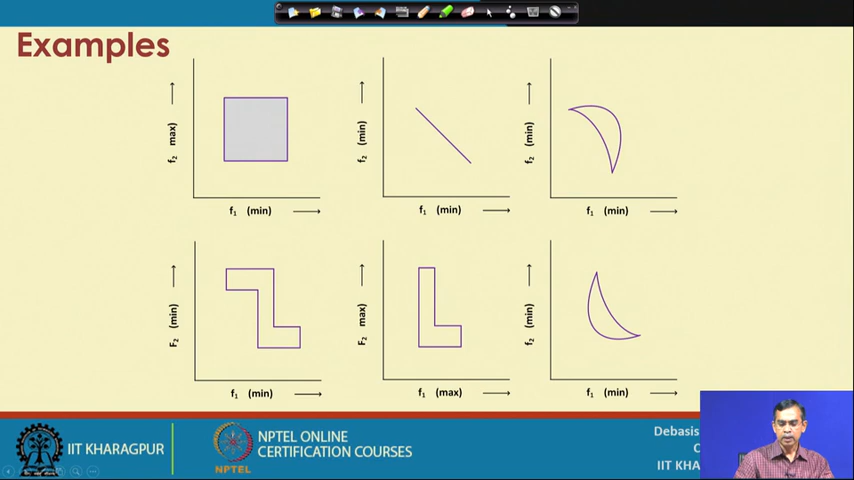 Examples
f₂ max)
f₁ (min)
f₂ (min)
f₁ (min)
f₂ (min)
f₁ (min)
F₂ (min)
f₁ (min)
F₂ max)
f₁ (max)
f₂ (min)
f₁ (min)
IIT KHARAGPUR
NPTEL
NPTEL ONLINE
CERTIFICATION COURSES
Debasis
IIT KHA